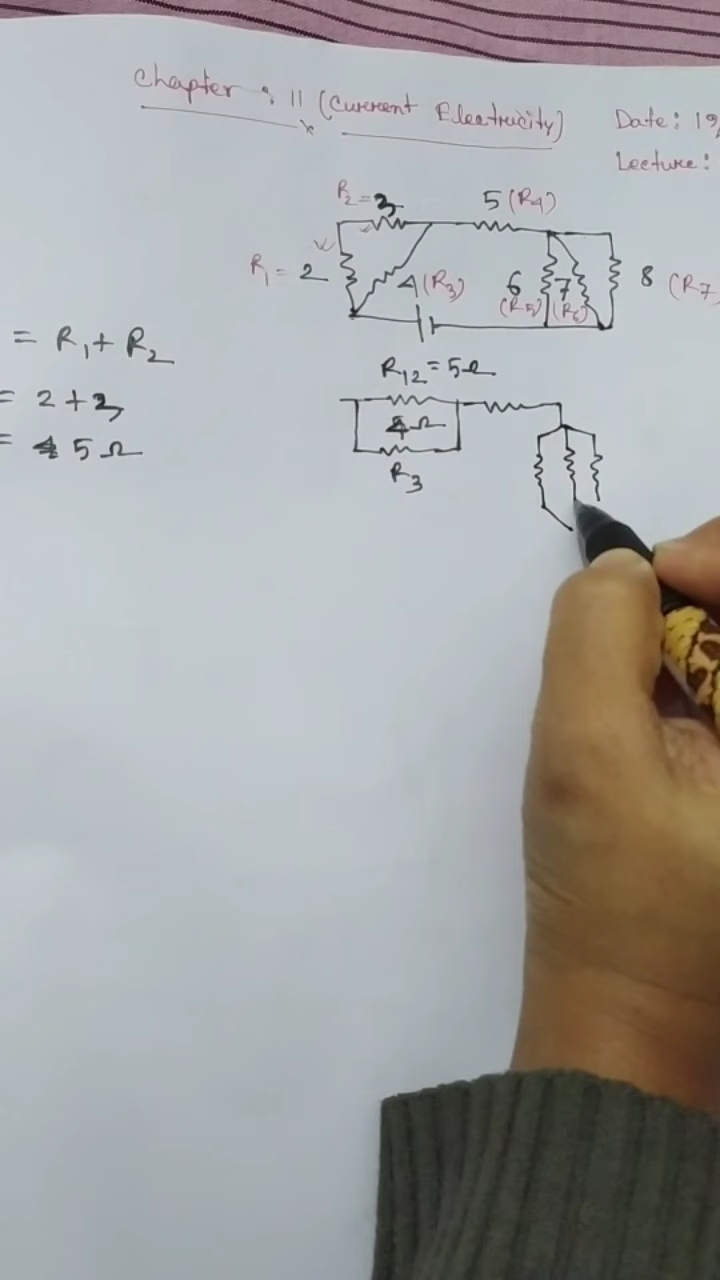 Chapter : 11 (Current Electricity)
Date: 19
Lecture:
R2 = 3
5 (R4)
R1 = 2
4 (R3)
6 (R5)
7 (R6)
8 (R7
= R1 + R2
= 2+3
= 5Ω
R12 = 5Ω
4Ω
R3